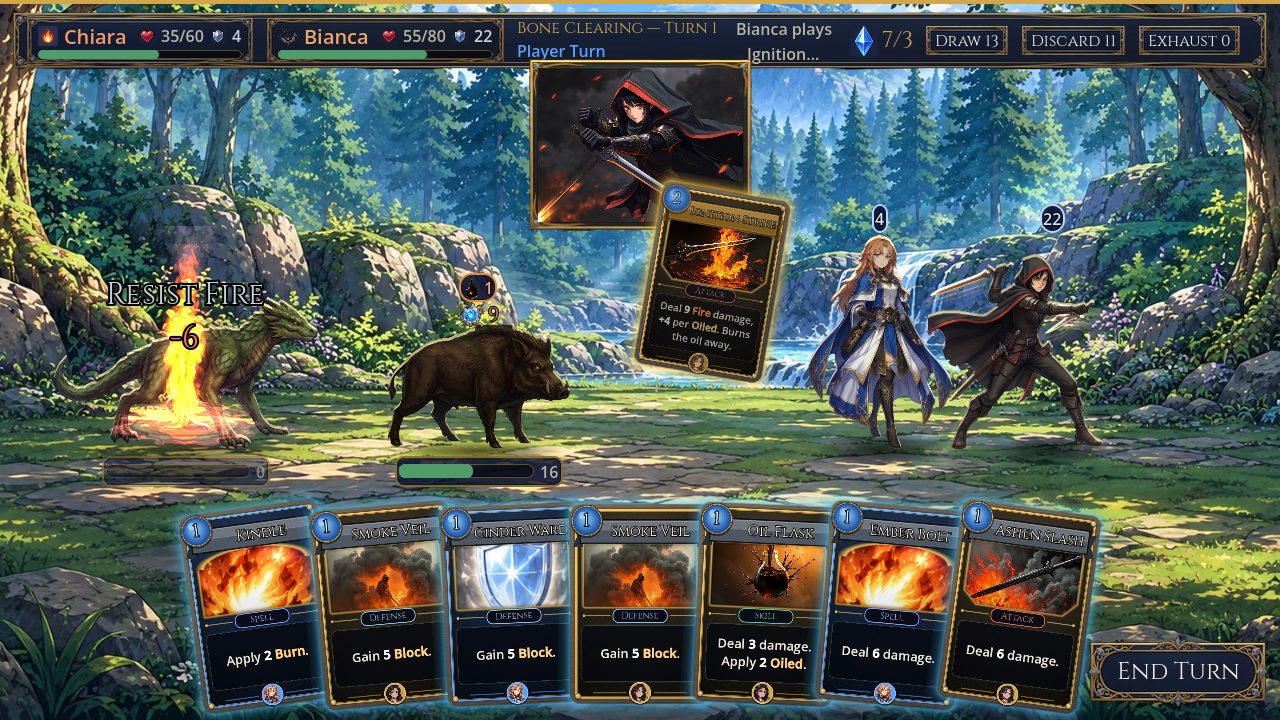 Chiara 35/60 4
Bianca 55/80 22
Bone Clearing — Turn 1
Player Turn
Bianca plays
Ignition...
7/3
Draw 13
Discard 11
Exhaust 0
2
Ignition Strike
Attack
Deal 9 Fire damage,
+4 per Oiled. Burns
the oil away.
4
22
Resist Fire
-6
1
9
0
16
1
Kindle
Spell
Apply 2 Burn.
1
Smoke Veil
Defense
Gain 5 Block.
1
Cinder Ward
Defense
Gain 5 Block.
1
Smoke Veil
Defense
Gain 5 Block.
1
Oil Flask
Skill
Deal 3 damage.
Apply 2 Oiled.
1
Ember Bolt
Spell
Deal 6 damage.
1
Ashen Slash
Attack
Deal 6 damage.
End Turn